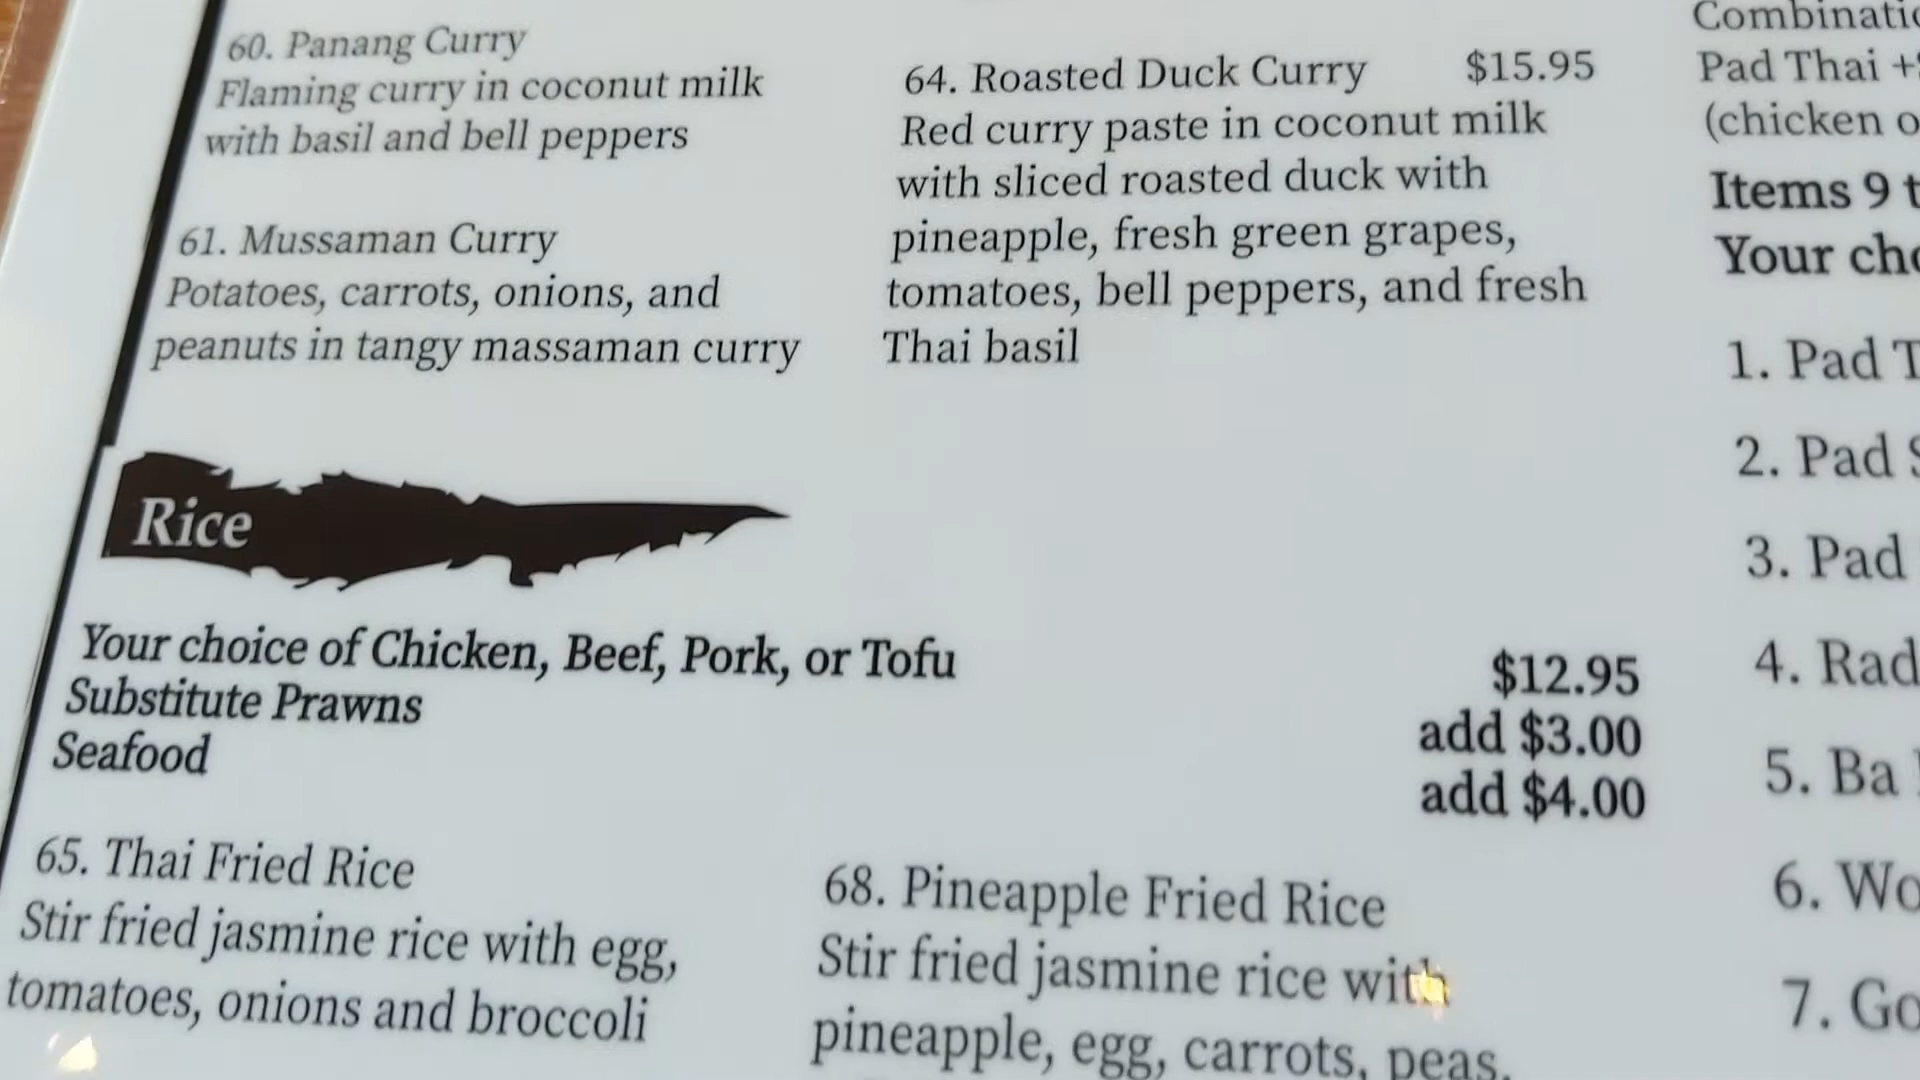 60. Panang Curry
Flaming curry in coconut milk
with basil and bell peppers
61. Mussaman Curry
Potatoes, carrots, onions, and
peanuts in tangy massaman curry
64. Roasted Duck Curry $15.95
Red curry paste in coconut milk
with sliced roasted duck with
pineapple, fresh green grapes,
tomatoes, bell peppers, and fresh
Thai basil
Rice
Your choice of Chicken, Beef, Pork, or Tofu $12.95
Substitute Prawns add $3.00
Seafood add $4.00
65. Thai Fried Rice
Stir fried jasmine rice with egg,
tomatoes, onions and broccoli
68. Pineapple Fried Rice
Stir fried jasmine rice with
pineapple, egg, carrots, peas,
Pad Thai +
(chicken
Items 9
Your
1. Pad
2. Pad
3. Pad
4.
5. Ba
6.
7.